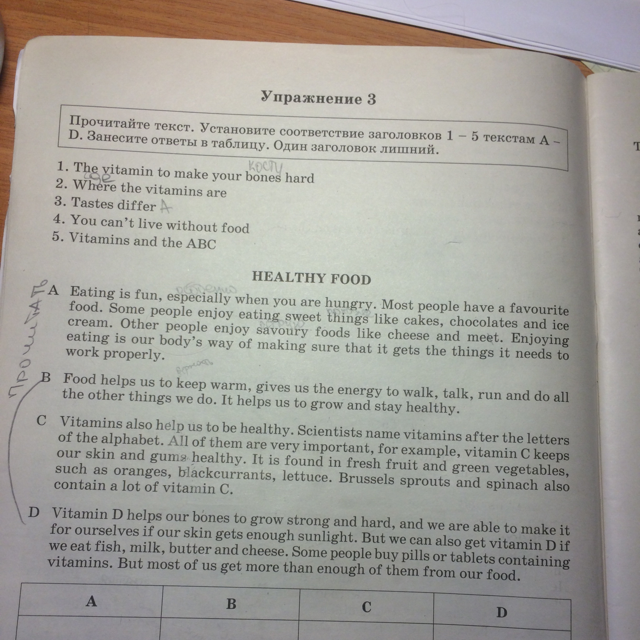 Упражнение 3
Прочитайте текст. Установите соответствие заголовков 1 – 5 текстам А –
D. Занесите ответы в таблицу. Один заголовок лишний.
кости
1. The vitamin to make your bones hard
где
2. Where the vitamins are
3. Tastes differ А
4. You can't live without food
5. Vitamins and the ABC
HEALTHY FOOD
прочитать
A Eating is fun, especially when you are hungry. Most people have a favourite
food. Some people enjoy eating sweet things like cakes, chocolates and ice
cream. Other people enjoy savoury foods like cheese and meet. Enjoying
eating is our body's way of making sure that it gets the things it needs to
work properly.
B Food helps us to keep warm, gives us the energy to walk, talk, run and do all
the other things we do. It helps us to grow and stay healthy.
C Vitamins also help us to be healthy. Scientists name vitamins after the letters
of the alphabet. All of them are very important, for example, vitamin C keeps
our skin and gums healthy. It is found in fresh fruit and green vegetables,
such as oranges, blackcurrants, lettuce. Brussels sprouts and spinach also
contain a lot of vitamin C.
D Vitamin D helps our bones to grow strong and hard, and we are able to make it
for ourselves if our skin gets enough sunlight. But we can also get vitamin D if
we eat fish, milk, butter and cheese. Some people buy pills or tablets containing
vitamins. But most of us get more than enough of them from our food.
A B C D